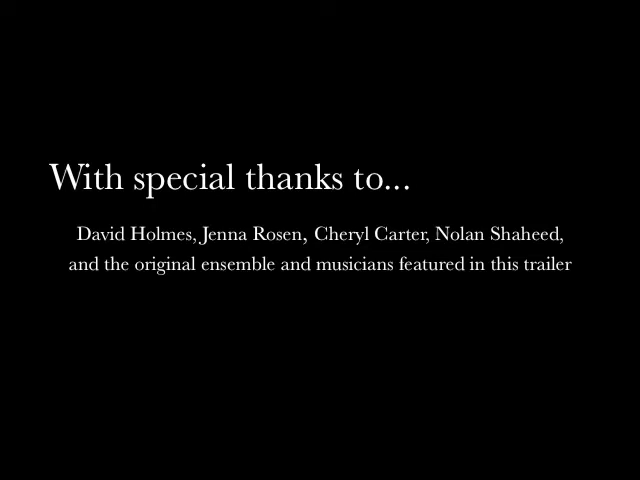 With special thanks to...
David Holmes, Jenna Rosen, Cheryl Carter, Nolan Shaheed,
and the original ensemble and musicians featured in this trailer